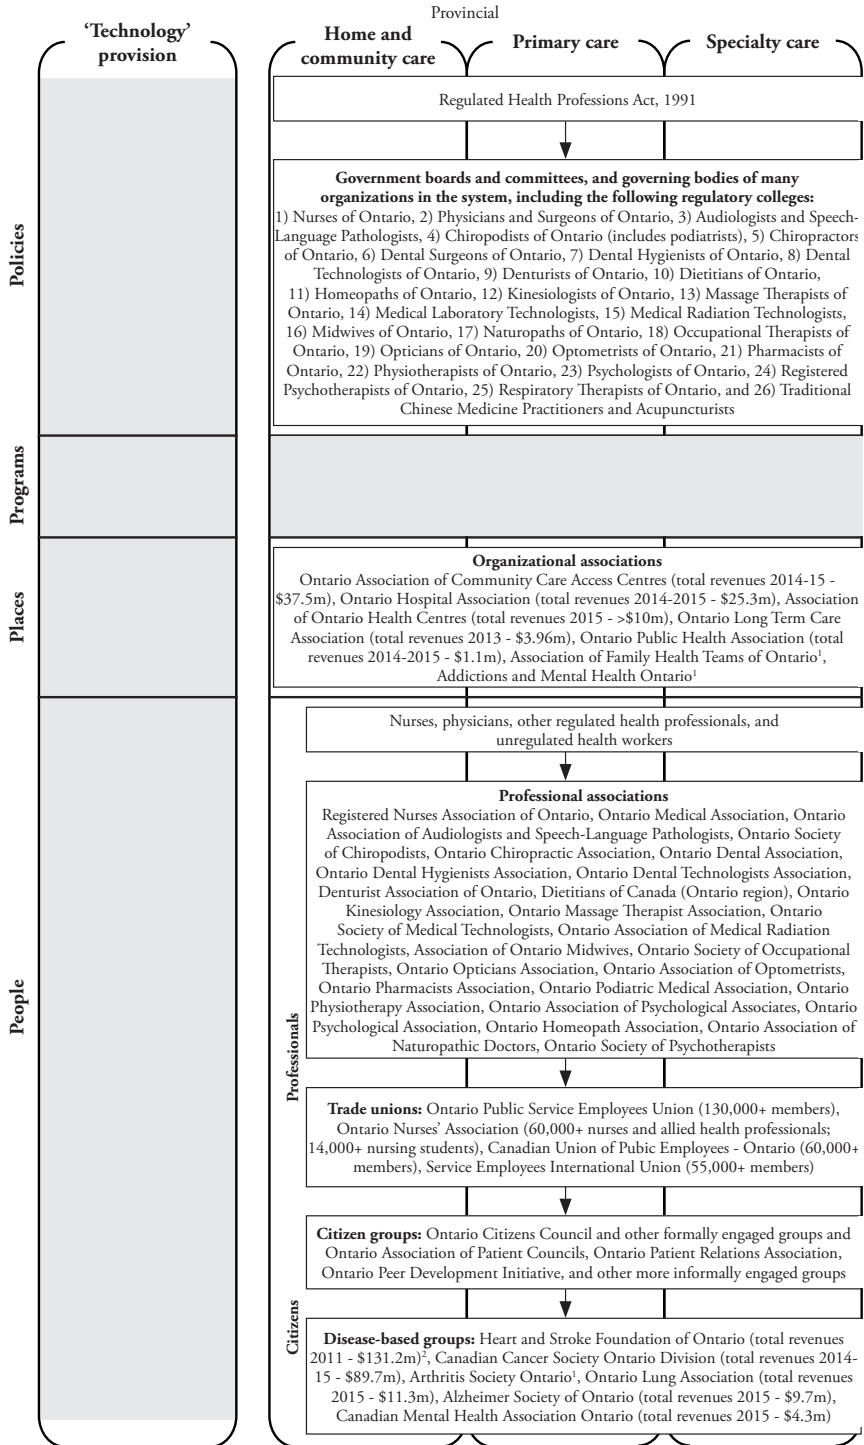 Provincial
'Technology'
provision
Home and
community care
Primary care
Specialty care
Policies
Regulated Health Professions Act, 1991
Government boards and committees, and governing bodies of many
organizations in the system, including the following regulatory colleges:
1) Nurses of Ontario, 2) Physicians and Surgeons of Ontario, 3) Audiologists and Speech-
Language Pathologists, 4) Chiropodists of Ontario (includes podiatrists), 5) Chiropractors
of Ontario, 6) Dental Surgeons of Ontario, 7) Dental Hygienists of Ontario, 8) Dental
Technologists of Ontario, 9) Denturists of Ontario, 10) Dietitians of Ontario,
11) Homeopaths of Ontario, 12) Kinesiologists of Ontario, 13) Massage Therapists of
Ontario, 14) Medical Laboratory Technologists, 15) Medical Radiation Technologists,
16) Midwives of Ontario, 17) Naturopaths of Ontario, 18) Occupational Therapists of
Ontario, 19) Opticians of Ontario, 20) Optometrists of Ontario, 21) Pharmacists of
Ontario, 22) Physiotherapists of Ontario, 23) Psychologists of Ontario, 24) Registered
Psychotherapists of Ontario, 25) Respiratory Therapists of Ontario, and 26) Traditional
Chinese Medicine Practitioners and Acupuncturists
Programs
Places
Organizational associations
Ontario Association of Community Care Access Centres (total revenues 2014-15 -
$37.5m), Ontario Hospital Association (total revenues 2014-2015 - $25.3m), Association
of Ontario Health Centres (total revenues 2015 - >$10m), Ontario Long Term Care
Association (total revenues 2013 - $3.96m), Ontario Public Health Association (total
revenues 2014-2015 - $1.1m), Association of Family Health Teams of Ontario¹,
Addictions and Mental Health Ontario¹
People
Professionals
Nurses, physicians, other regulated health professionals, and
unregulated health workers
Professional associations
Registered Nurses Association of Ontario, Ontario Medical Association, Ontario
Association of Audiologists and Speech-Language Pathologists, Ontario Society
of Chiropodists, Ontario Chiropractic Association, Ontario Dental Association,
Ontario Dental Hygienists Association, Ontario Dental Technologists Association,
Denturist Association of Ontario, Dietitians of Canada (Ontario region), Ontario
Kinesiology Association, Ontario Massage Therapist Association, Ontario
Society of Medical Technologists, Ontario Association of Medical Radiation
Technologists, Association of Ontario Midwives, Ontario Society of Occupational
Therapists, Ontario Opticians Association, Ontario Association of Optometrists,
Ontario Pharmacists Association, Ontario Podiatric Medical Association, Ontario
Physiotherapy Association, Ontario Association of Psychological Associates, Ontario
Psychological Association, Ontario Homeopath Association, Ontario Association of
Naturopathic Doctors, Ontario Society of Psychotherapists
Trade unions: Ontario Public Service Employees Union (130,000+ members),
Ontario Nurses' Association (60,000+ nurses and allied health professionals;
14,000+ nursing students), Canadian Union of Pubic Employees - Ontario (60,000+
members), Service Employees International Union (55,000+ members)
Citizens
Citizen groups: Ontario Citizens Council and other formally engaged groups and
Ontario Association of Patient Councils, Ontario Patient Relations Association,
Ontario Peer Development Initiative, and other more informally engaged groups
Disease-based groups: Heart and Stroke Foundation of Ontario (total revenues
2011 - $131.2m)², Canadian Cancer Society Ontario Division (total revenues 2014-
15 - $89.7m), Arthritis Society Ontario¹, Ontario Lung Association (total revenues
2015 - $11.3m), Alzheimer Society of Ontario (total revenues 2015 - $9.7m),
Canadian Mental Health Association Ontario (total revenues 2015 - $4.3m)